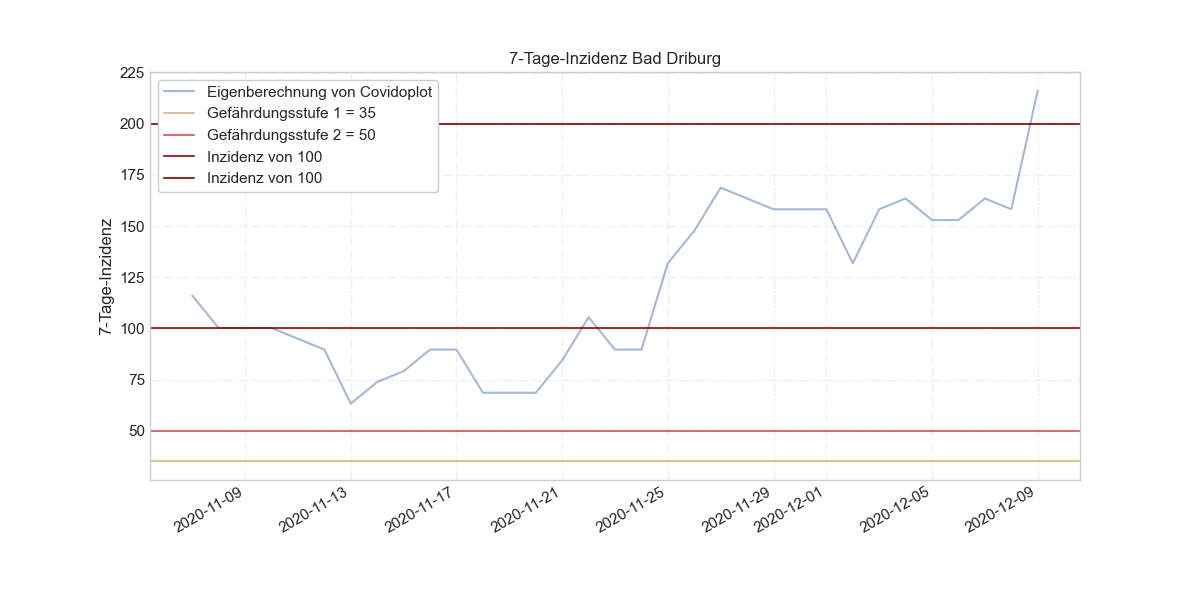 7-Tage-Inzidenz Bad Driburg
225
200
175
150
125
100
75
50
7-Tage-Inzidenz
Eigenberechnung von Covidoplot
Gefährdungsstufe 1 = 35
Gefährdungsstufe 2 = 50
Inzidenz von 100
Inzidenz von 100
2020-11-09
2020-11-13
2020-11-17
2020-11-21
2020-11-25
2020-11-29
2020-12-01
2020-12-05
2020-12-09